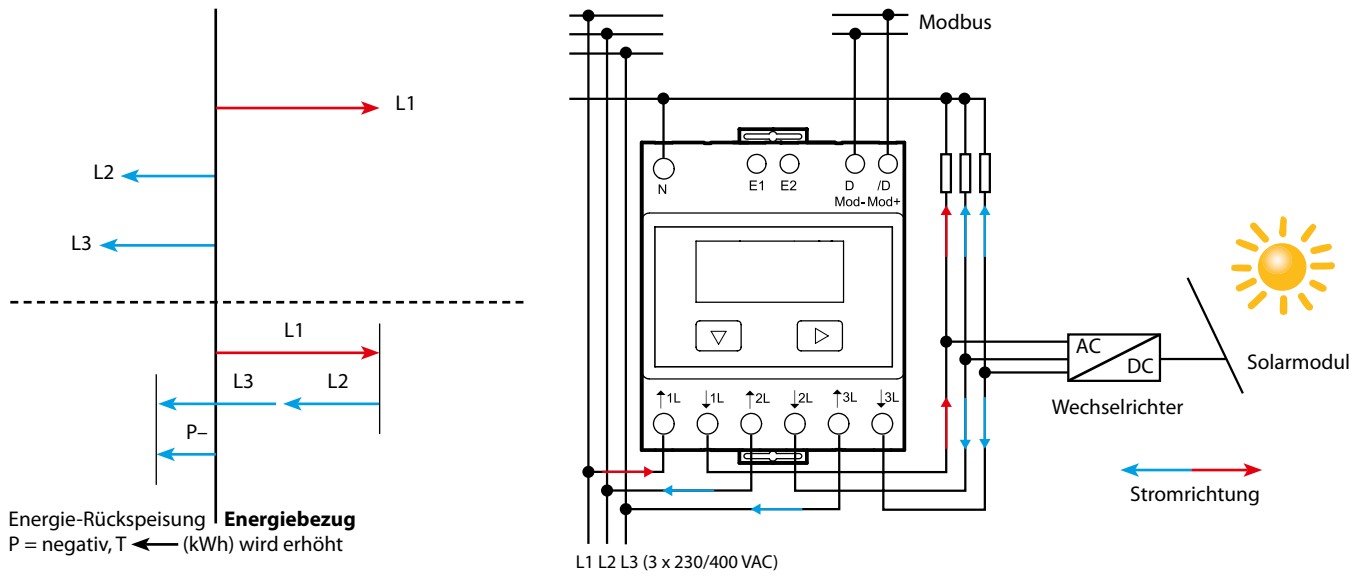 L1
L2
L3
L1
L3 L2
P–
Energie-Rückspeisung Energiebezug
P = negativ, T (kWh) wird erhöht
Modbus
N
E1 E2
D /D
Mod- Mod+
↑1L ↓1L ↑2L ↓2L ↑3L ↓3L
L1 L2 L3 (3 x 230/400 VAC)
AC
DC
Wechselrichter
Solarmodul
Stromrichtung